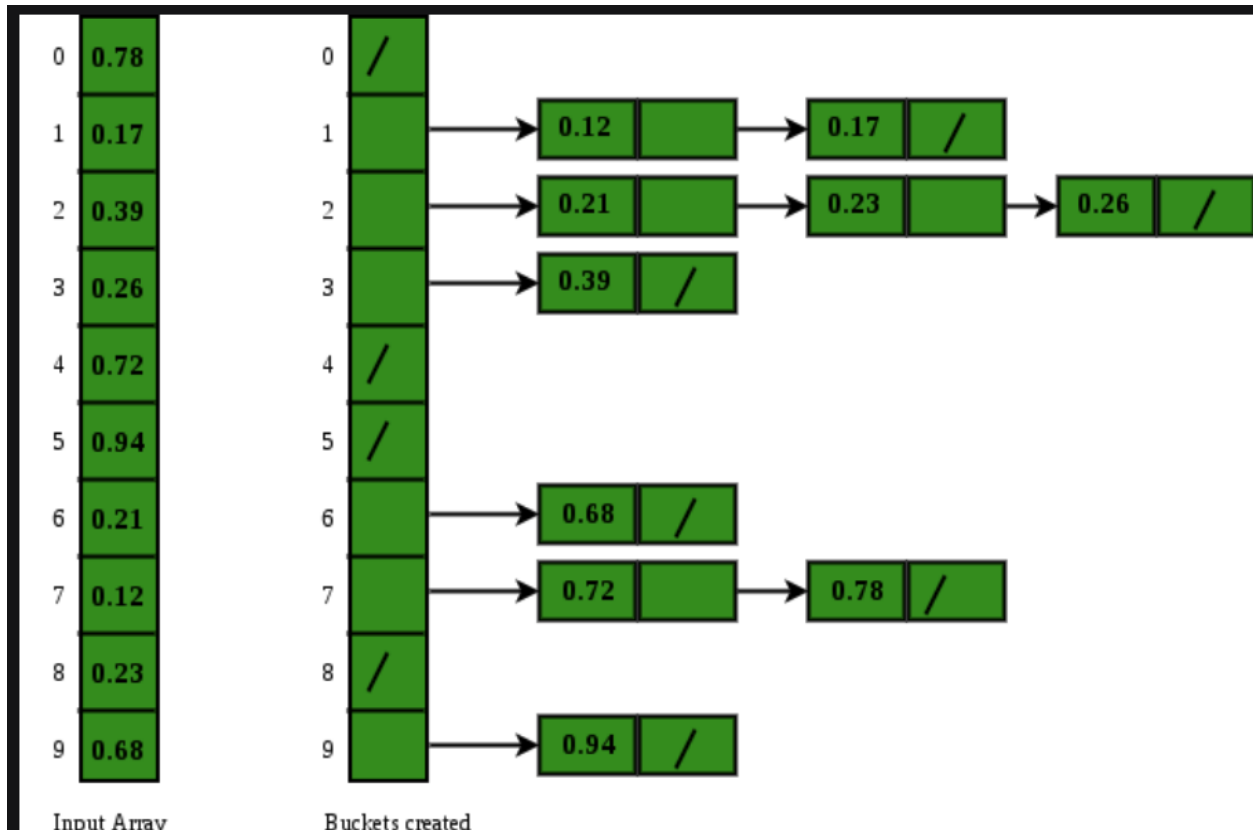 0 0.78 0 /
1 0.17 1 0.12 0.17 /
2 0.39 2 0.21 0.23 0.26 /
3 0.26 3 0.39 /
4 0.72 4 /
5 0.94 5 /
6 0.21 6 0.68 /
7 0.12 7 0.72 0.78 /
8 0.23 8 /
9 0.68 9 0.94 /
Input Array Buckets created